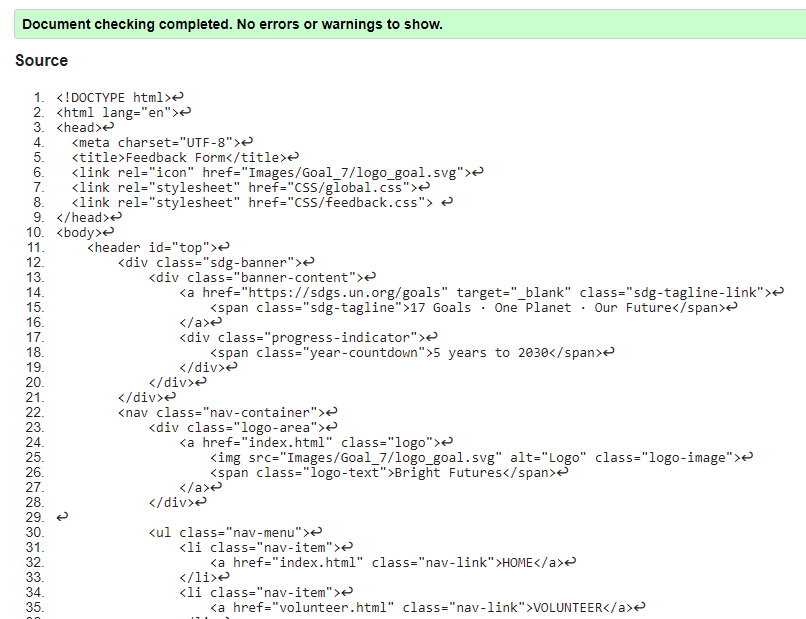 Document checking completed. No errors or warnings to show.
Source
1. <!DOCTYPE html>↩
2. <html lang="en">↩
3. <head>↩
4.   <meta charset="UTF-8">↩
5.   <title>Feedback Form</title>↩
6.   <link rel="icon" href="Images/Goal_7/logo_goal.svg">↩
7.   <link rel="stylesheet" href="CSS/global.css">↩
8.   <link rel="stylesheet" href="CSS/feedback.css"> ↩
9. </head>↩
10. <body>↩
11.     <header id="top">↩
12.         <div class="sdg-banner">↩
13.             <div class="banner-content">↩
14.                 <a href="https://sdgs.un.org/goals" target="_blank" class="sdg-tagline-link">↩
15.                     <span class="sdg-tagline">17 Goals · One Planet · Our Future</span>↩
16.                 </a>↩
17.                 <div class="progress-indicator">↩
18.                     <span class="year-countdown">5 years to 2030</span>↩
19.                 </div>↩
20.             </div>↩
21.         </div>↩
22.         <nav class="nav-container">↩
23.             <div class="logo-area">↩
24.                 <a href="index.html" class="logo">↩
25.                     <img src="Images/Goal_7/logo_goal.svg" alt="Logo" class="logo-image">↩
26.                     <span class="logo-text">Bright Futures</span>↩
27.                 </a>↩
28.             </div>↩
29. ↩
30.             <ul class="nav-menu">↩
31.                 <li class="nav-item">↩
32.                     <a href="index.html" class="nav-link">HOME</a>↩
33.                 </li>↩
34.                 <li class="nav-item">↩
35.                     <a href="volunteer.html" class="nav-link">VOLUNTEER</a>↩